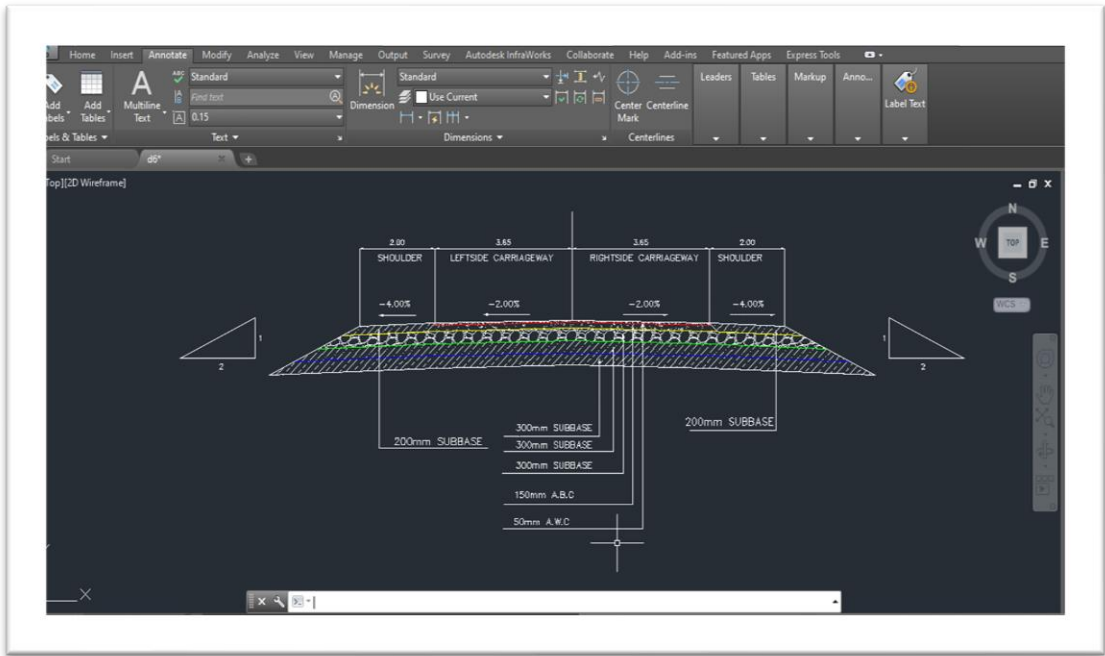 Home Insert Annotate Modify Analyze View Manage Output Survey Autodesk InfraWorks Collaborate Help Add-ins Featured Apps Express Tools
Standard
Find text
0.15
Add
Tables
Multiline
Text
Dimension
Standard
Use Current
Center
Mark
Centerline
Leaders
Tables
Markup
Anno...
Label Text
& Tables
Text
Dimensions
Centerlines
Start
d6*
Top][2D Wireframe]
N
W TOP E
S
WCS
2.00 3.65 3.65 2.00
SHOULDER LEFTSIDE CARRIAGEWAY RIGHTSIDE CARRIAGEWAY SHOULDER
-4.00% -2.00% -2.00% -4.00%
1
2
1
2
300mm SUBBASE
200mm SUBBASE
200mm SUBBASE
300mm SUBBASE
300mm SUBBASE
150mm A.B.C
50mm A.W.C
X